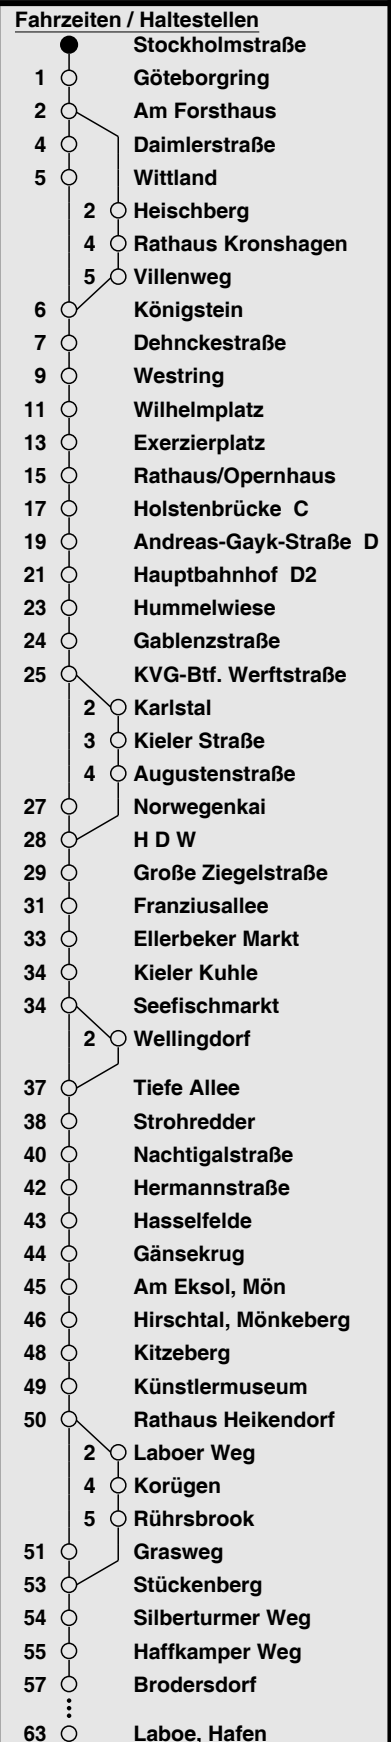 Fahrzeiten / Haltestellen
Stockholmstraße
1 Göteborgring
2 Am Forsthaus
4 Daimlerstraße
5 Wittland
2 Heischberg
4 Rathaus Kronshagen
5 Villenweg
6 Königstein
7 Dehnckestraße
9 Westring
11 Wilhelmplatz
13 Exerzierplatz
15 Rathaus/Opernhaus
17 Holstenbrücke C
19 Andreas-Gayk-Straße D
21 Hauptbahnhof D2
23 Hummelwiese
24 Gablenzstraße
25 KVG-Btf. Werftstraße
2 Karlstal
3 Kieler Straße
4 Augustenstraße
27 Norwegenkai
28 H D W
29 Große Ziegelstraße
31 Franziusallee
33 Ellerbeker Markt
34 Kieler Kuhle
34 Seefischmarkt
2 Wellingdorf
37 Tiefe Allee
38 Strohredder
40 Nachtigalstraße
42 Hermannstraße
43 Hasselfelde
44 Gänsekrug
45 Am Eksol, Mön
46 Hirschtal, Mönkeberg
48 Kitzeberg
49 Künstlermuseum
50 Rathaus Heikendorf
2 Laboer Weg
4 Korügen
5 Rührsbrook
51 Grasweg
53 Stückenberg
54 Silberturmer Weg
55 Haffkamper Weg
57 Brodersdorf
63 Laboe, Hafen